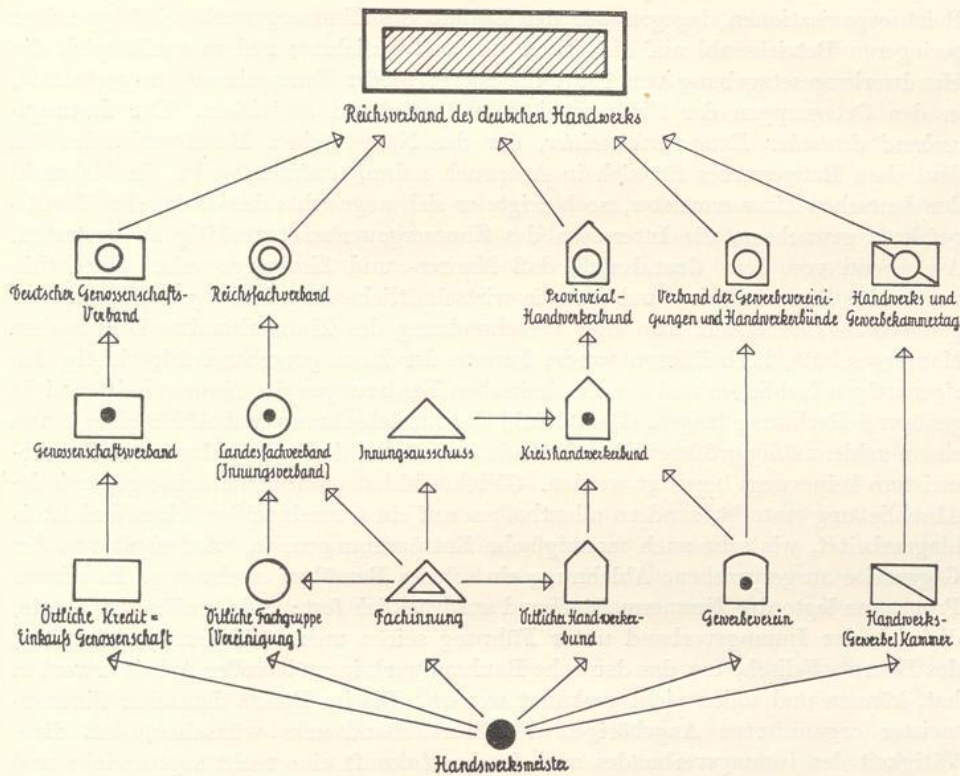 Reichsverband des deutschen Handwerks
Deutscher Genossenschafts-
Verband
Reichsfachverband
Provinzial-
Handwerkerbund
Verband der Gewerbevereini-
gungen und Handwerkerbünde
Handwerks und
Gewerbekammertag
Genossenschaftsverband
Landesfachverband
(Innungsverband)
Innungsausschuss
Kreishandwerkerbund
Örtliche Kredit =
Einkaufs Genossenschaft
Örtliche Fachgruppe
(Vereinigung)
Fachinnung
Örtlicher Handwerker-
bund
Gewerbeverein
Handwerks-
(Gewerbe) Kammer
Handswerksmeister